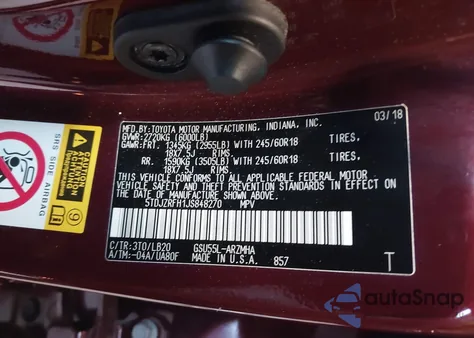 MFD.BY:TOYOTA MOTOR MANUFACTURING, INDIANA, INC.
03/18
GVWR:2720KG (6000LB)
GAWR:FRT. 1345KG (2955LB) WITH 245/60R18 TIRES,
18X7.5J RIMS,
RR. 1590KG (3505LB) WITH 245/60R18 TIRES,
18X7.5J RIMS,
THIS VEHICLE CONFORMS TO ALL APPLICABLE FEDERAL MOTOR
VEHICLE SAFETY AND THEFT PREVENTION STANDARDS IN EFFECT
ON THE DATE OF MANUFACTURE SHOWN ABOVE.
5TDJZRFH1JS848270 MPV
C/TR:3T0/LB20 GSU55L-ARZMHA
A/TM:-04A/UA80F MADE IN U.S.A. 857
T
SRS SIDE AIRBAG
autoSnap